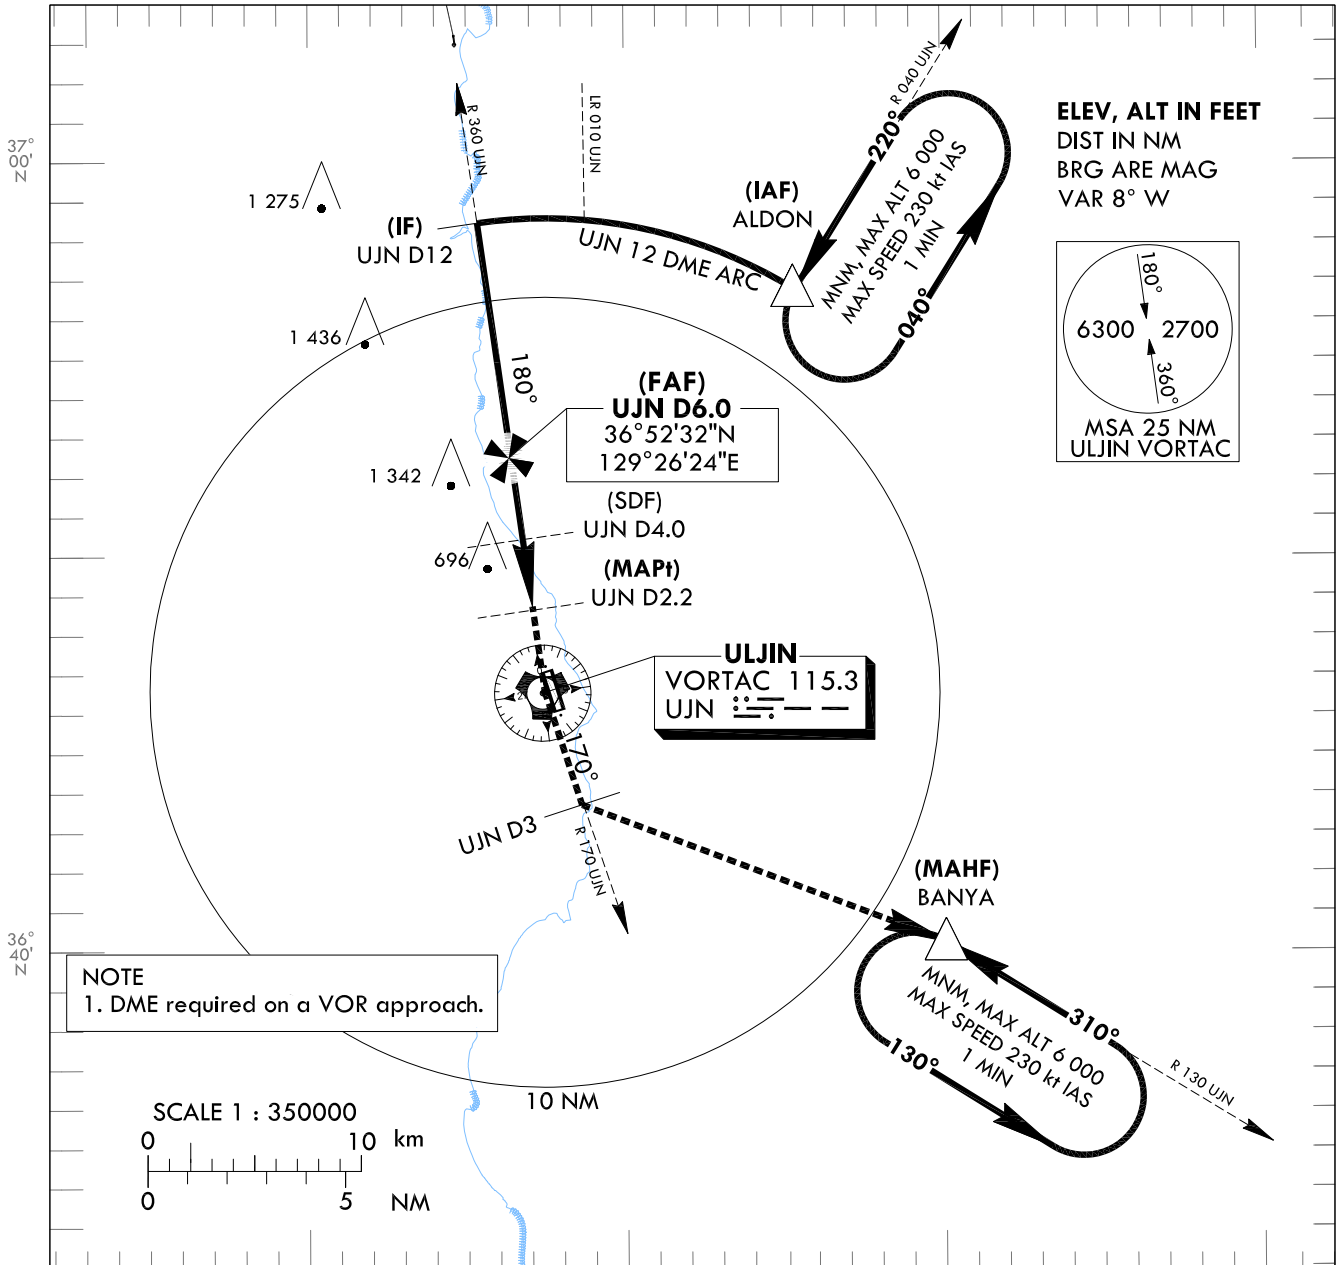 R 360 UJN
LR 010 UJN
R 040 UJN
ELEV, ALT IN FEET
DIST IN NM
BRG ARE MAG
VAR 8° W
37°
00'
N
1 275
(IF)
UJN D12
(IAF)
ALDON
220°
MNM, MAX ALT 6 000
MAX SPEED 230 kt IAS
1 MIN
040°
UJN 12 DME ARC
180°
6300 2700
360°
MSA 25 NM
ULJIN VORTAC
1 436
180°
(FAF)
UJN D6.0
36°52'32"N
129°26'24"E
1 342
(SDF)
UJN D4.0
696
(MAPt)
UJN D2.2
ULJIN
VORTAC 115.3
UJN
170°
UJN D3
R 170 UJN
(MAHF)
BANYA
36°
40'
N
NOTE
1. DME required on a VOR approach.
MNM, MAX ALT 6 000
MAX SPEED 230 kt IAS
1 MIN
310°
130°
R 130 UJN
10 NM
SCALE 1 : 350000
0 10 km
0 5 NM